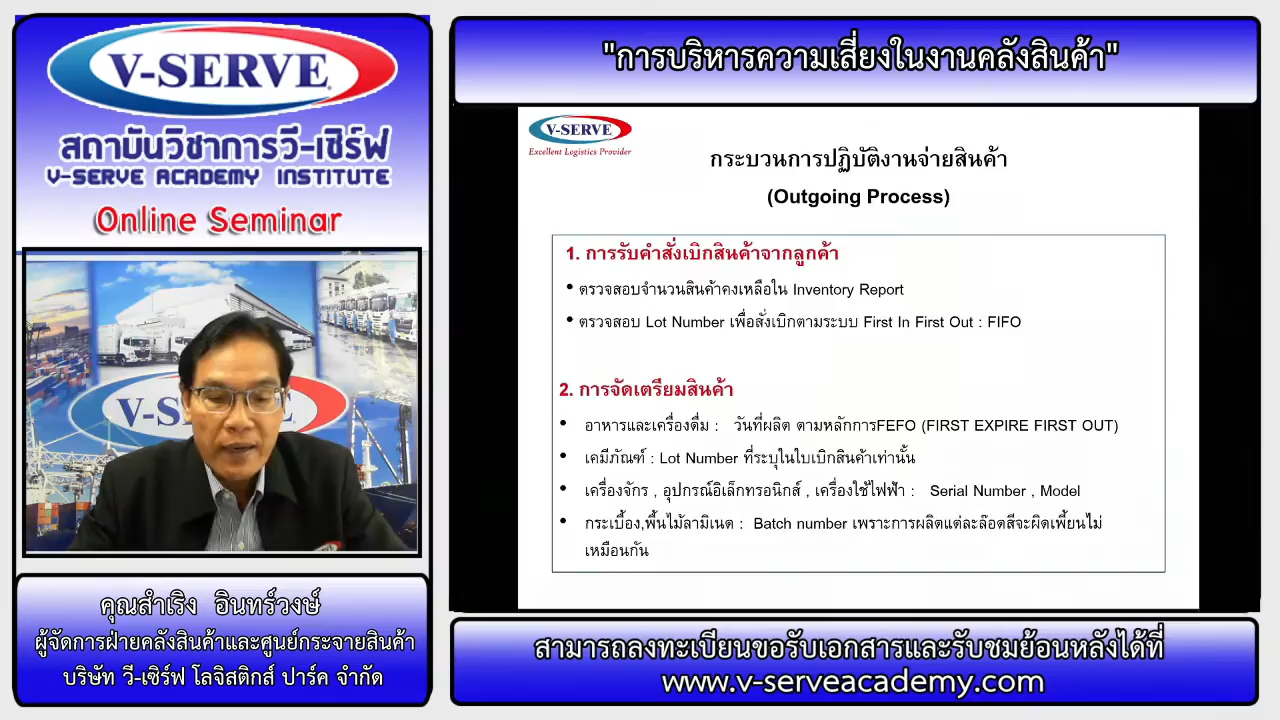 V-SERVE
สถาบันวิชาการวี-เซิร์ฟ
V-SERVE ACADEMY INSTITUTE
Online Seminar
V-SERVE
คุณสำเริง อินทร์วงษ์
ผู้จัดการฝ่ายคลังสินค้าและศูนย์กระจายสินค้า
บริษัท วี-เซิร์ฟ โลจิสติกส์ ปาร์ค จำกัด
"การบริหารความเสี่ยงในงานคลังสินค้า"
V-SERVE
Excellent Logistics Provider
กระบวนการปฏิบัติงานจ่ายสินค้า
(Outgoing Process)
1. การรับคำสั่งเบิกสินค้าจากลูกค้า
• ตรวจสอบจำนวนสินค้าคงเหลือใน Inventory Report
• ตรวจสอบ Lot Number เพื่อสั่งเบิกตามระบบ First In First Out : FIFO
2. การจัดเตรียมสินค้า
• อาหารและเครื่องดื่ม : วันที่ผลิต ตามหลักการFEFO (FIRST EXPIRE FIRST OUT)
• เคมีภัณฑ์ : Lot Number ที่ระบุในใบเบิกสินค้าเท่านั้น
• เครื่องจักร , อุปกรณ์อิเล็กทรอนิกส์ , เครื่องใช้ไฟฟ้า : Serial Number , Model
• กระเบื้อง,พื้นไม้ลามิเนต : Batch number เพราะการผลิตแต่ละล๊อตสีจะผิดเพี้ยนไม่
เหมือนกัน
สามารถลงทะเบียนขอรับเอกสารและรับชมย้อนหลังได้ที่
www.v-serveacademy.com